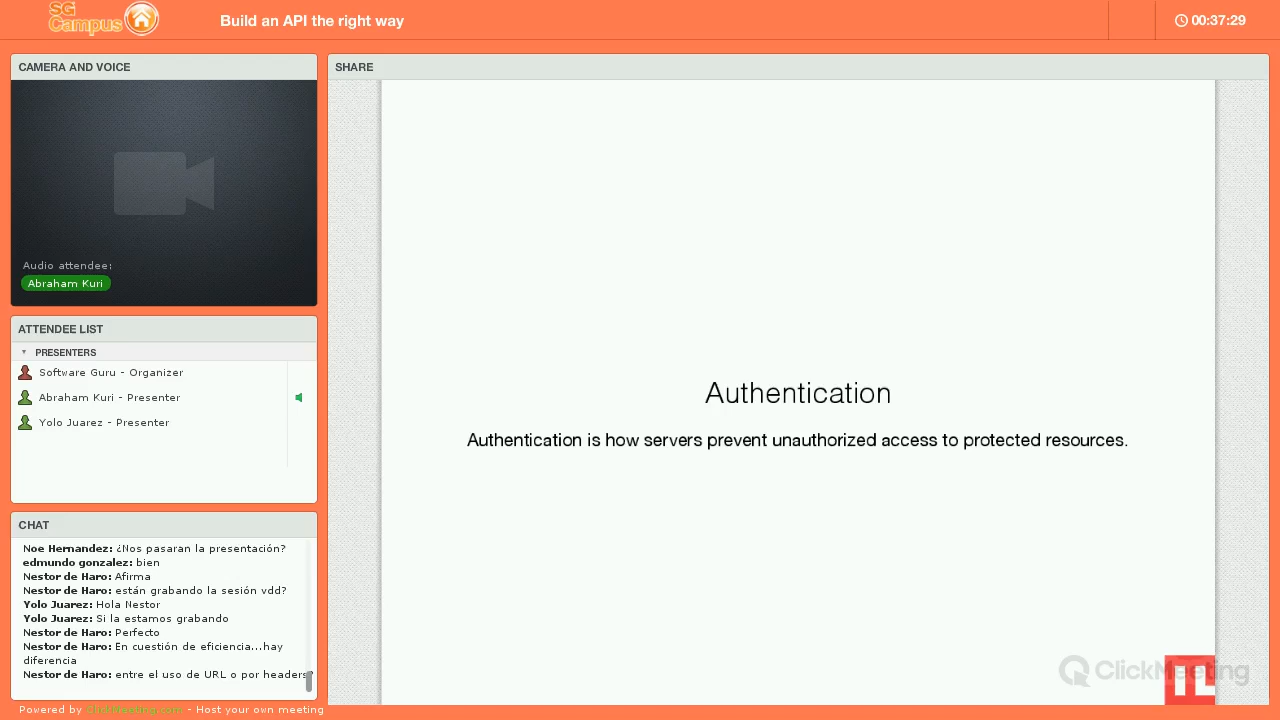 SG Campus
Build an API the right way
00:37:29
CAMERA AND VOICE
Audio attendee:
Abraham Kuri
ATTENDEE LIST
PRESENTERS
Software Guru - Organizer
Abraham Kuri - Presenter
Yolo Juarez - Presenter
CHAT
Noe Hernandez: ¿Nos pasaran la presentación?
edmundo gonzalez: bien
Nestor de Haro: Afirma
Nestor de Haro: están grabando la sesión vdd?
Yolo Juarez: Hola Nestor
Yolo Juarez: Si la estamos grabando
Nestor de Haro: Perfecto
Nestor de Haro: En cuestión de eficiencia...hay
diferencia
Nestor de Haro: entre el uso de URL o por headers?
Powered by ClickMeeting.com - Host your own meeting
SHARE
Authentication
Authentication is how servers prevent unauthorized access to protected resources.
ClickMeeting